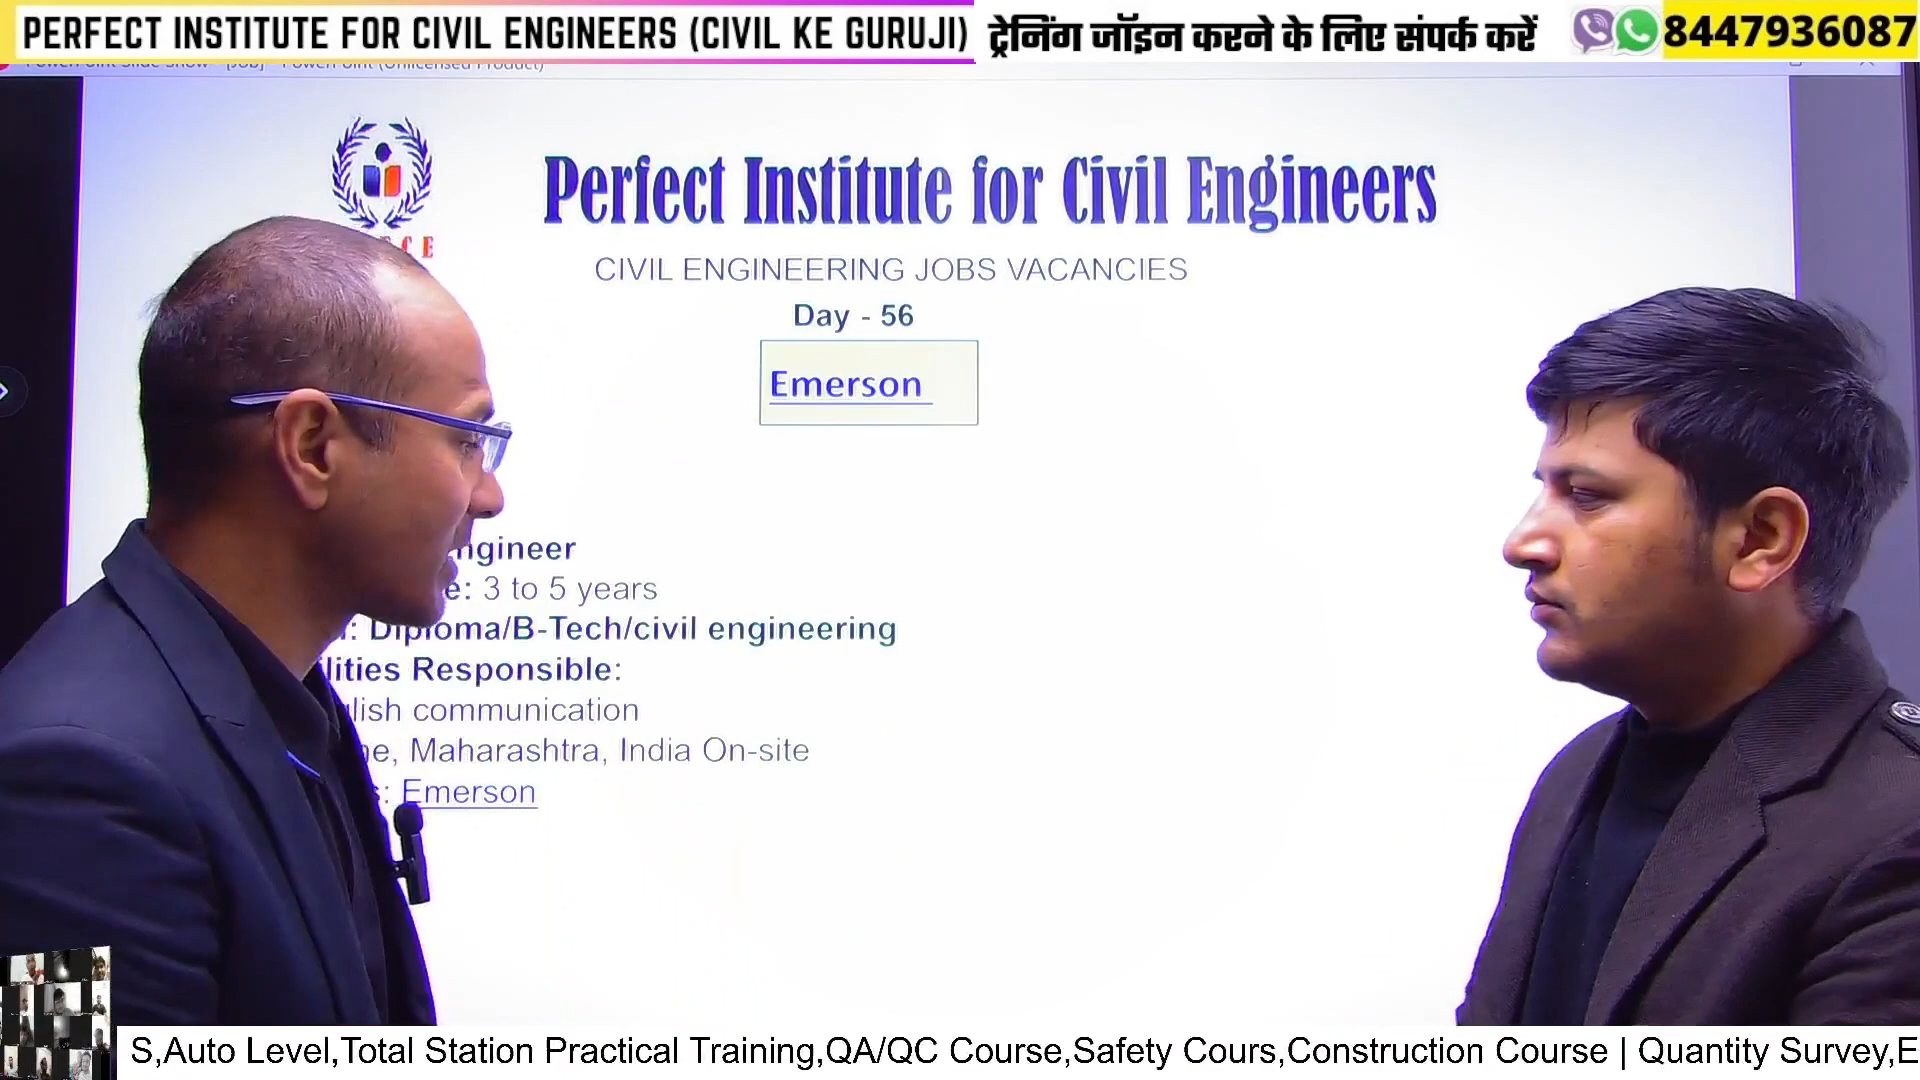 PERFECT INSTITUTE FOR CIVIL ENGINEERS (CIVIL KE GURUJI)
ट्रेनिंग जॉइन करने के लिए संपर्क करें
8447936087
Perfect Institute for Civil Engineers
CE
CIVIL ENGINEERING JOBS VACANCIES
Day - 56
Emerson
ngineer
e: 3 to 5 years
: Diploma/B-Tech/civil engineering
ilities Responsible:
lish communication
ne, Maharashtra, India On-site
s: Emerson
S,Auto Level,Total Station Practical Training,QA/QC Course,Safety Cours,Construction Course | Quantity Survey,E